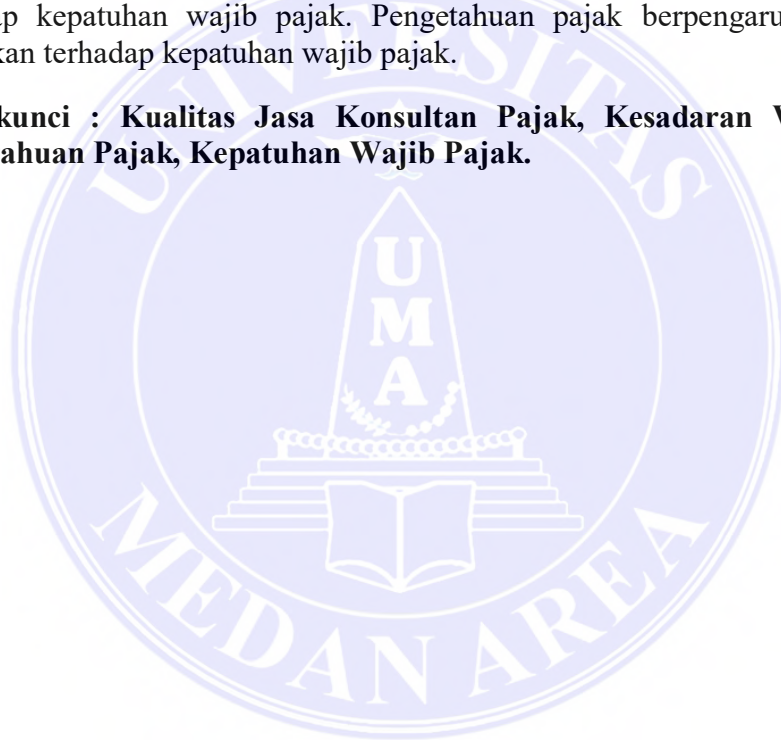 ap kepatuhan wajib pajak. Pengetahuan pajak berpengaru
kan terhadap kepatuhan wajib pajak.
kunci : Kualitas Jasa Konsultan Pajak, Kesadaran W
ahuan Pajak, Kepatuhan Wajib Pajak.
UNIVERSITAS
U
M
A
MEDAN AREA